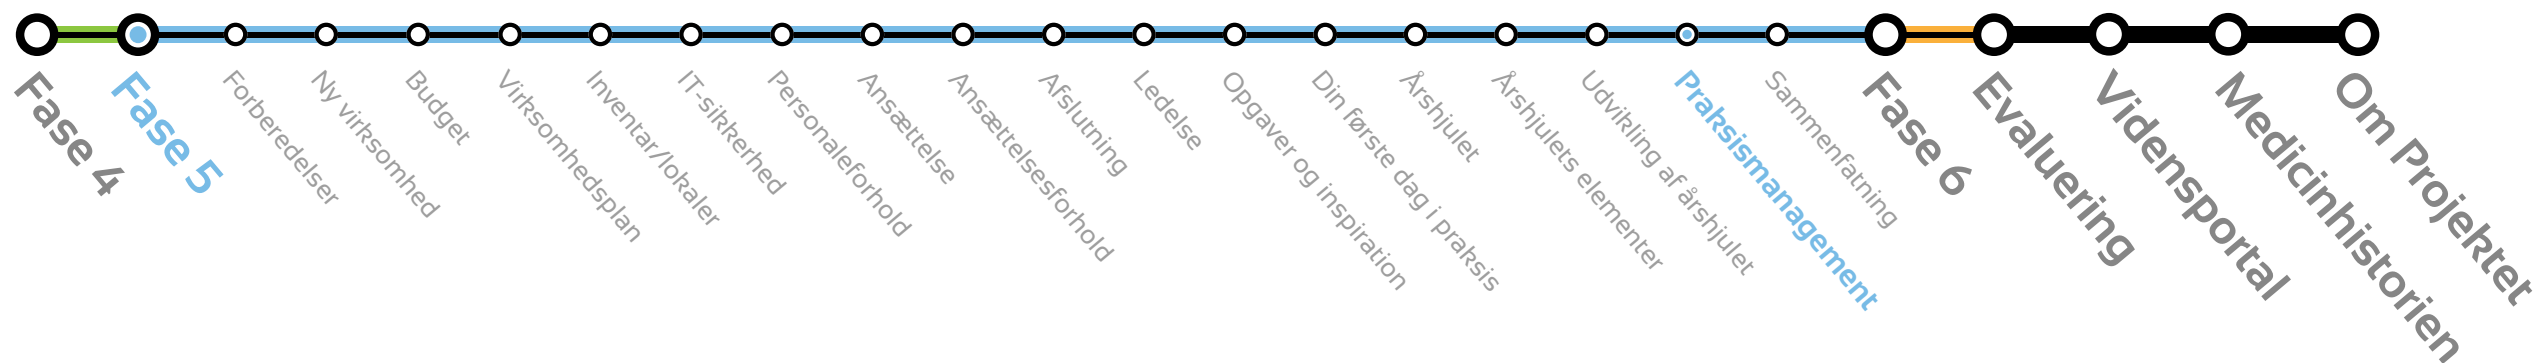 Fase 4
Fase 5
Forberedelser
Ny virksomhed
Budget
Virksomhedsplan
Inventar/lokaler
IT-sikkerhed
Personaleforhold
Ansættelse
Ansættelsesforhold
Afslutning
Ledelse
Opgaver og inspiration
Din første dag i praksis
Årshjulet
Årshjulets elementer
Udvikling af årshjulet
Praksismanagement
Sammenfatning
Fase 6
Evaluering
Vidensportal
Medicinhistorien
Om Projektet